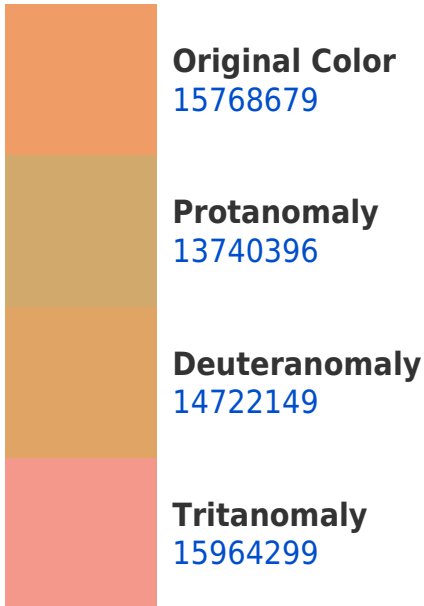 Original Color
15768679
Protanomaly
13740396
Deuteranomaly
14722149
Tritanomaly
15964299